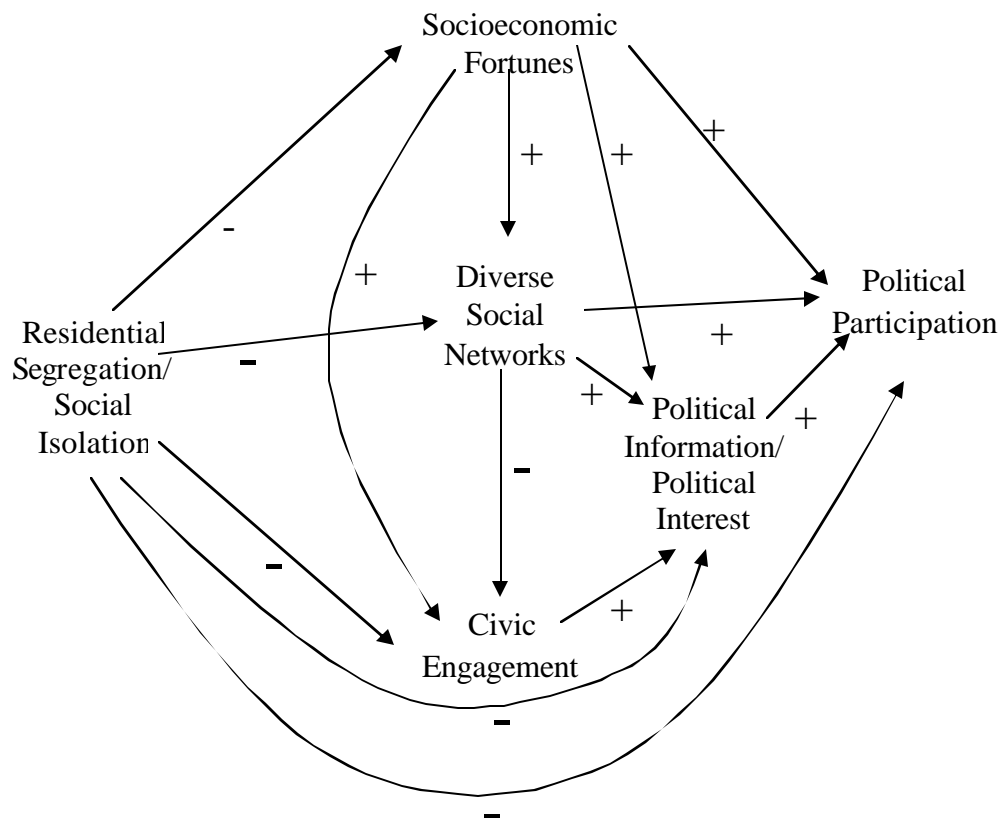 Socioeconomic
Fortunes
+
+
+
-
+
Diverse
Social
Networks
Political
Participation
Residential
Segregation/
Social
Isolation
-
+
+
Political
Information/
Political
Interest
+
-
-
Civic
Engagement
+
-
-